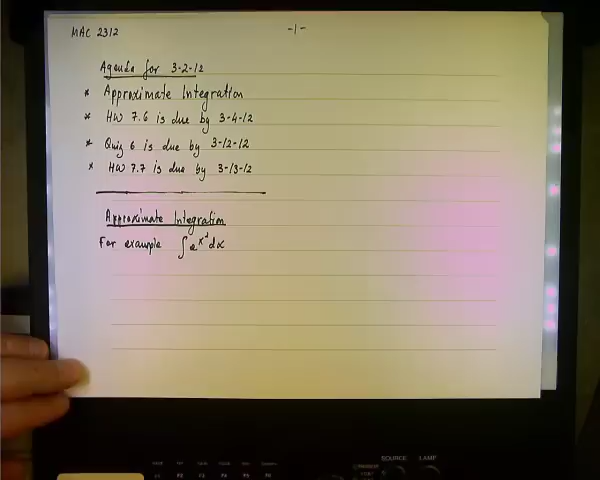 MAC 2312
-1-
Agenda for 3-2-12
* Approximate Integration
* HW 7.6 is due by 3-4-12
* Quiz 6 is due by 3-12-12
* HW 7.7 is due by 3-13-12
Approximate Integration
For example ∫e^x² dx
SOURCE LAMP